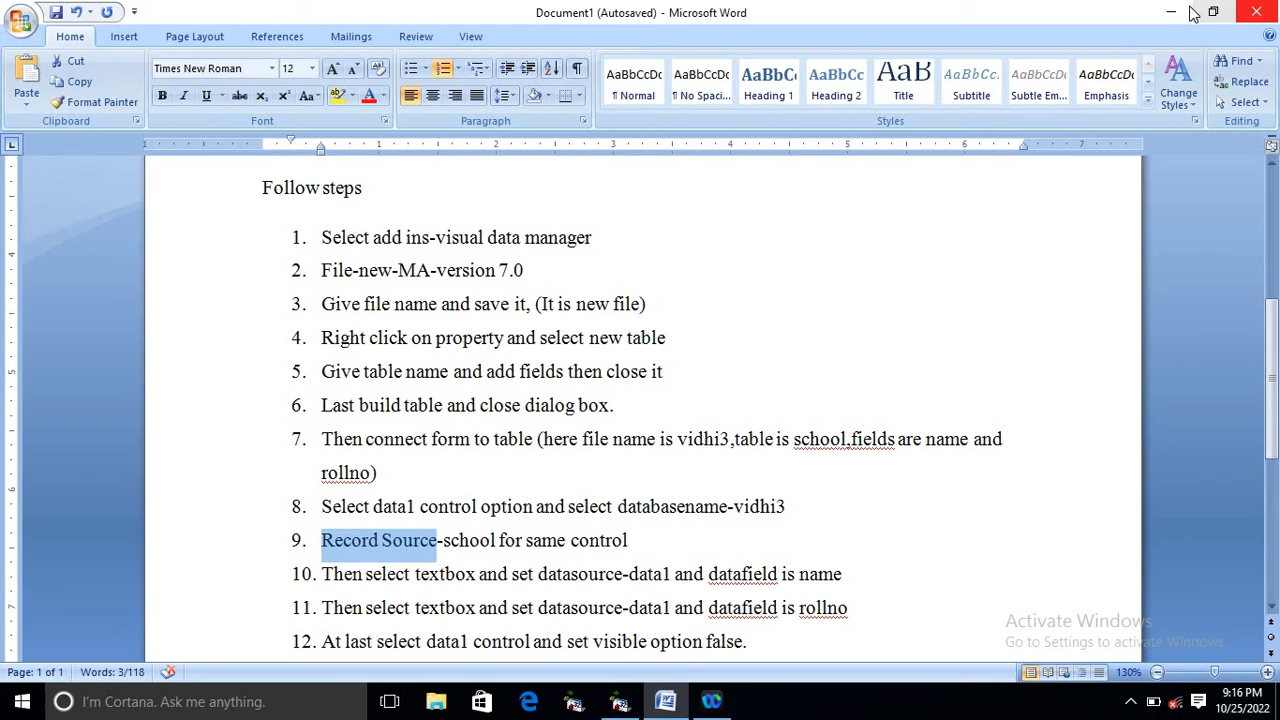 Document1 (Autosaved) - Microsoft Word
Home Insert Page Layout References Mailings Review View
Paste
Cut
Copy
Format Painter
Clipboard
Times New Roman 12
Font
Paragraph
AaBbCcDc AaBbCcDc AaBbC AaBbCc AaB AaBbCc. AaBbCcDc AaBbCcDc
¶ Normal ¶ No Spaci... Heading 1 Heading 2 Title Subtitle Subtle Em... Emphasis
Change Styles
Styles
Find
Replace
Select
Editing
1 1 2 3 4 5 6 7
Follow steps
1. Select add ins-visual data manager
2. File-new-MA-version 7.0
3. Give file name and save it, (It is new file)
4. Right click on property and select new table
5. Give table name and add fields then close it
6. Last build table and close dialog box.
7. Then connect form to table (here file name is vidhi3,table is school,fields are name and
rollno)
8. Select data1 control option and select databasename-vidhi3
9. Record Source-school for same control
10. Then select textbox and set datasource-data1 and datafield is name
11. Then select textbox and set datasource-data1 and datafield is rollno
12. At last select data1 control and set visible option false.
Activate Windows
Go to Settings to activate Windows.
Page: 1 of 1 Words: 3/118 130%
I'm Cortana. Ask me anything.
9:16 PM
10/25/2022